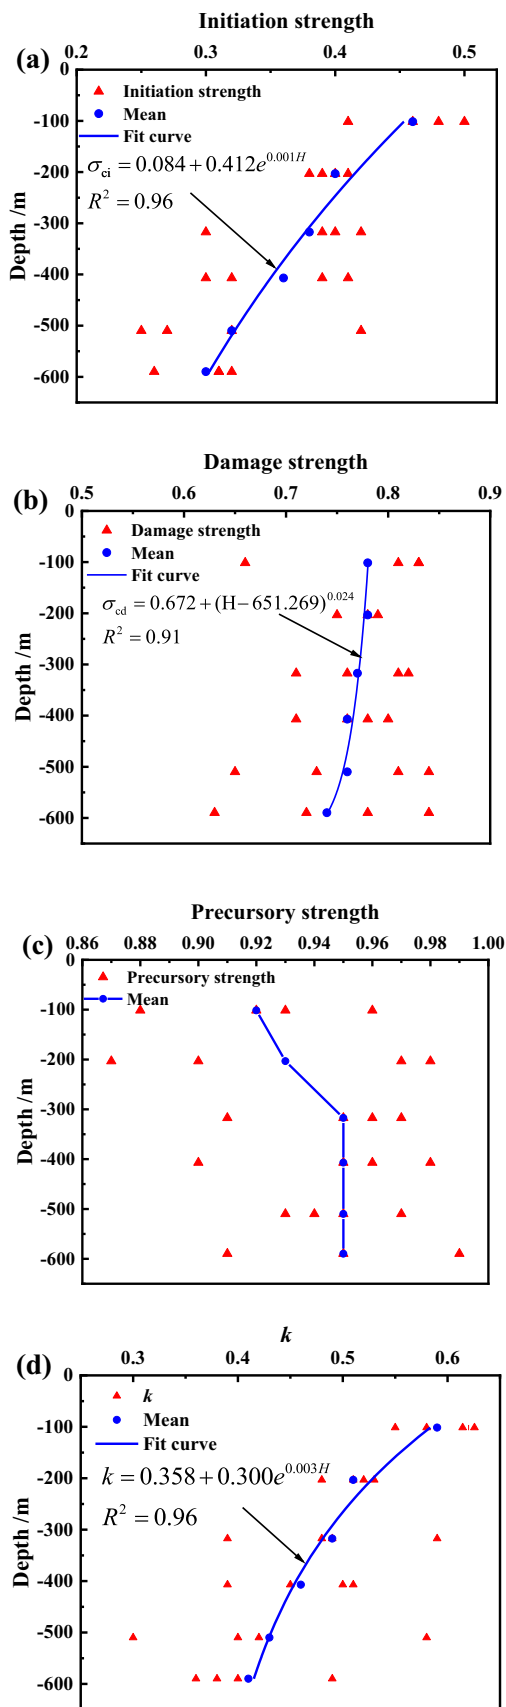 Initiation strength
(a)
0.2 0.3 0.4 0.5
0
-100
-200
-300
-400
-500
-600
Depth /m
Initiation strength
Mean
Fit curve
σci = 0.084 + 0.412e^0.001H
R² = 0.96
Damage strength
(b)
0.5 0.6 0.7 0.8 0.9
0
-100
-200
-300
-400
-500
-600
Depth /m
Damage strength
Mean
Fit curve
σcd = 0.672 + (H − 651.269)^0.024
R² = 0.91
Precursory strength
(c)
0.86 0.88 0.90 0.92 0.94 0.96 0.98 1.00
0
-100
-200
-300
-400
-500
-600
Depth /m
Precursory strength
Mean
k
(d)
0.3 0.4 0.5 0.6
0
-100
-200
-300
-400
-500
-600
Depth /m
k
Mean
Fit curve
k = 0.358 + 0.300e^0.003H
R² = 0.96